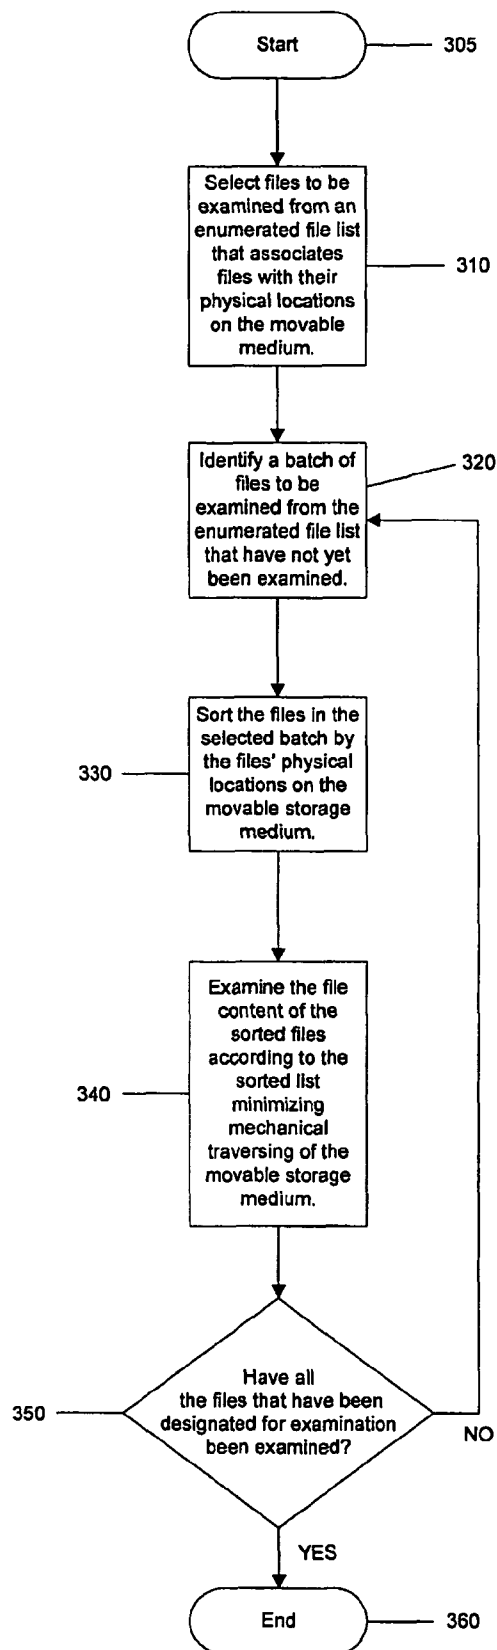 Start
305
Select files to be
examined from an
enumerated file list
that associates
files with their
physical locations
on the movable
medium.
310
Identify a batch of
files to be
examined from the
enumerated file list
that have not yet
been examined.
320
Sort the files in the
selected batch by
the files' physical
locations on the
movable storage
medium.
330
Examine the file
content of the
sorted files
according to the
sorted list
minimizing
mechanical
traversing of the
movable storage
medium.
340
Have all
the files that have been
designated for examination
been examined?
350
NO
YES
End
360